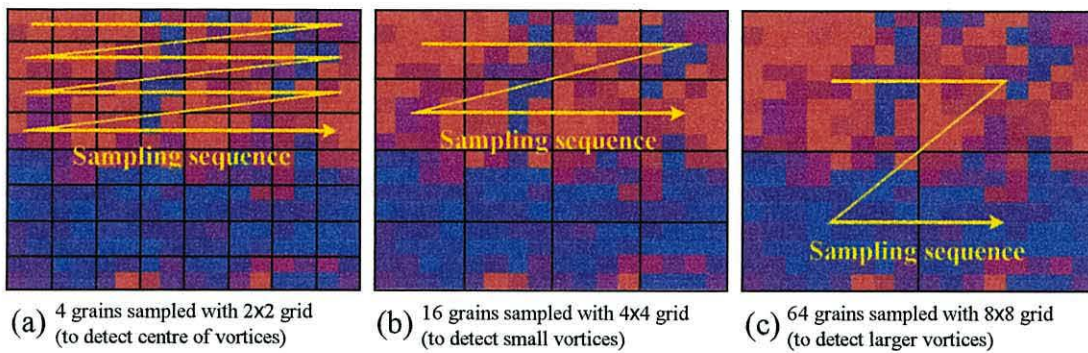 Sampling sequence
Sampling sequence
Sampling sequence
(a) 4 grains sampled with 2x2 grid
(to detect centre of vortices)
(b) 16 grains sampled with 4x4 grid
(to detect small vortices)
(c) 64 grains sampled with 8x8 grid
(to detect larger vortices)